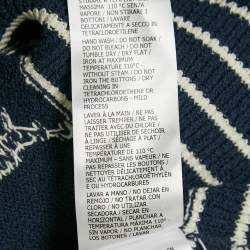 STIRARE A
MASSIMA 110 °C SENZA
VAPORE / NON STIRARE I
BOTTONI / LAVARE
DELICATAMENTE A SECCO IN
TETRACLOROETILENE
HAND WASH / DO NOT SOAK /
DO NOT BLEACH / DO NOT
TUMBLE DRY / DRY FLAT /
IRON AT MAXIMUM
TEMPERATURE 110°C -
WITHOUT STEAM / DO NOT
IRON THE BUTTONS / DRY
CLEAN IN
TETRACHLOROETHENE OR
HYDROCARBONS - MILD
PROCESS
LAVER À LA MAIN / NE PAS
LAISSER TREMPER / NE PAS
TRAITER AVEC DU CLORE /
NE PAS UTILISER DE SÉCHOIR
À LINGE / SÉCHAGE À PLAT /
REPASSER À UNE
TEMPÉRATURE DE 110°C
MAXIMUM – SANS VAPEUR / NE
PAS REPASSER LES BOUTONS /
NETTOYER DÉLICATEMENT À
SEC AU TÉTRACHLOROÉTHYLÈN
E OU HYDROCARBURES
LAVAR A MANO / NO DEJAR EN
REMOJO / NO TRATAR CON
CLORO / NO UTILIZAR
SECADORA / SECAR EN
HORIZONTAL / PLANCHAR A
TEMPERATURA MÁX 110°C
SIN VAPOR / NO PLANCHAR
LOS BOTONES / LAVAR